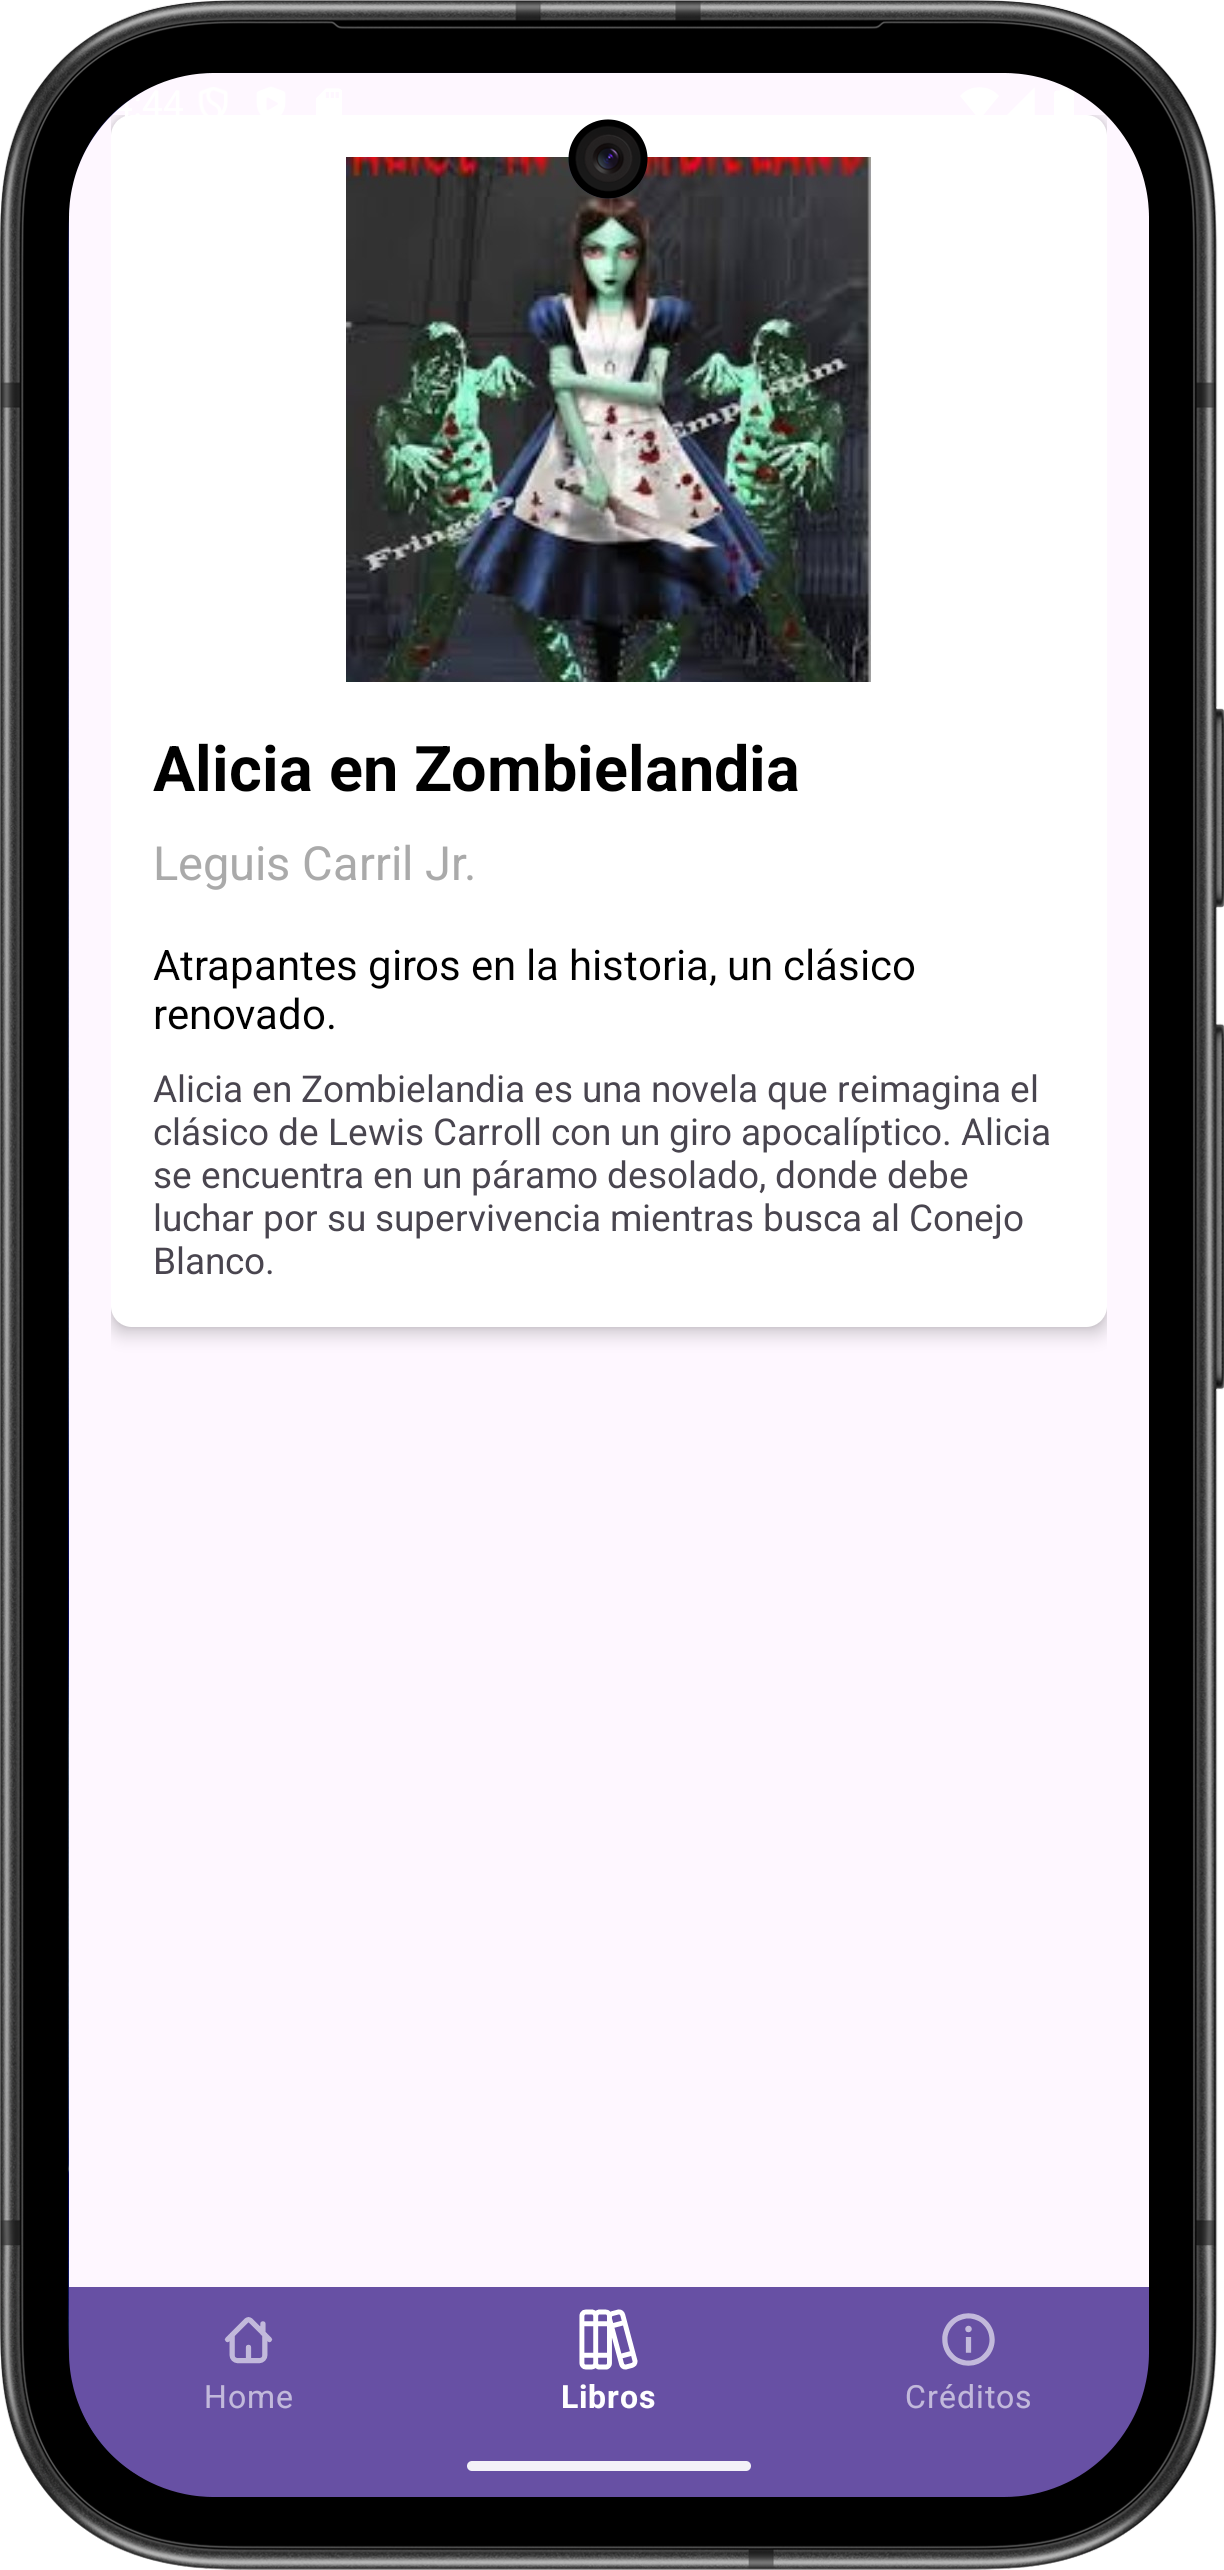 Alicia en Zombielandia
Leguis Carril Jr.
Atrapantes giros en la historia, un clásico
renovado.
Alicia en Zombielandia es una novela que reimagina el
clásico de Lewis Carroll con un giro apocalíptico. Alicia
se encuentra en un páramo desolado, donde debe
luchar por su supervivencia mientras busca al Conejo
Blanco.
Home
Libros
Créditos